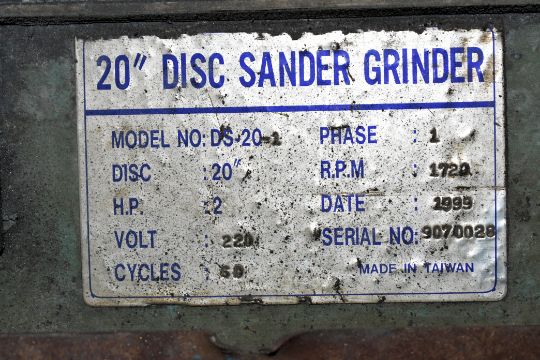 20" DISC SANDER GRINDER
MODEL NO: DS-20-1 PHASE : 1
DISC : 20" R.P.M : 1720
H.P. : 2 DATE : 1999
VOLT : 220 SERIAL NO: 9070028
CYCLES : 60 MADE IN TAIWAN